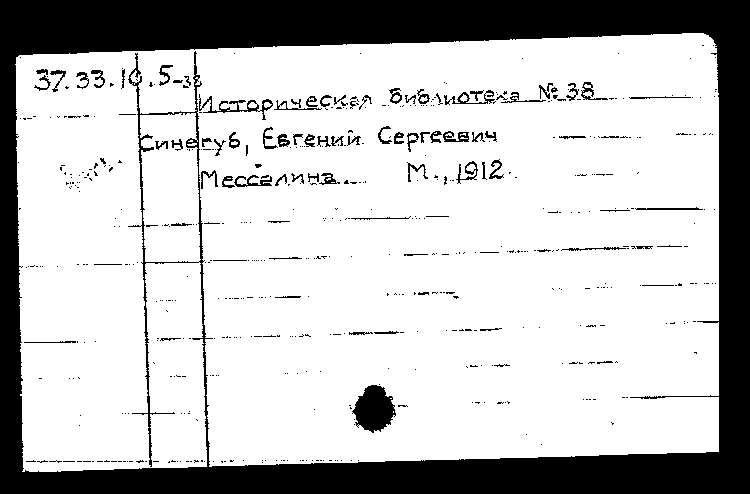 37.33.10.5-38
Историческая библиотека № 38
Синегуб, Евгений Сергеевич
Мессалина. М., 1912.